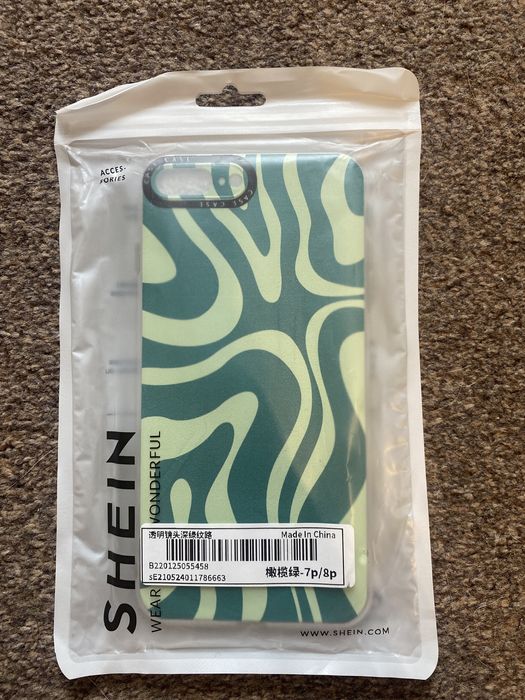 ACCES-
SORIES
CASE CASE
SHEIN
WONDERFUL
WEAR
透明镜头深绿纹路
Made In China
B220125055458
sE210524011786663
橄榄绿-7p/8p
WWW.SHEIN.COM